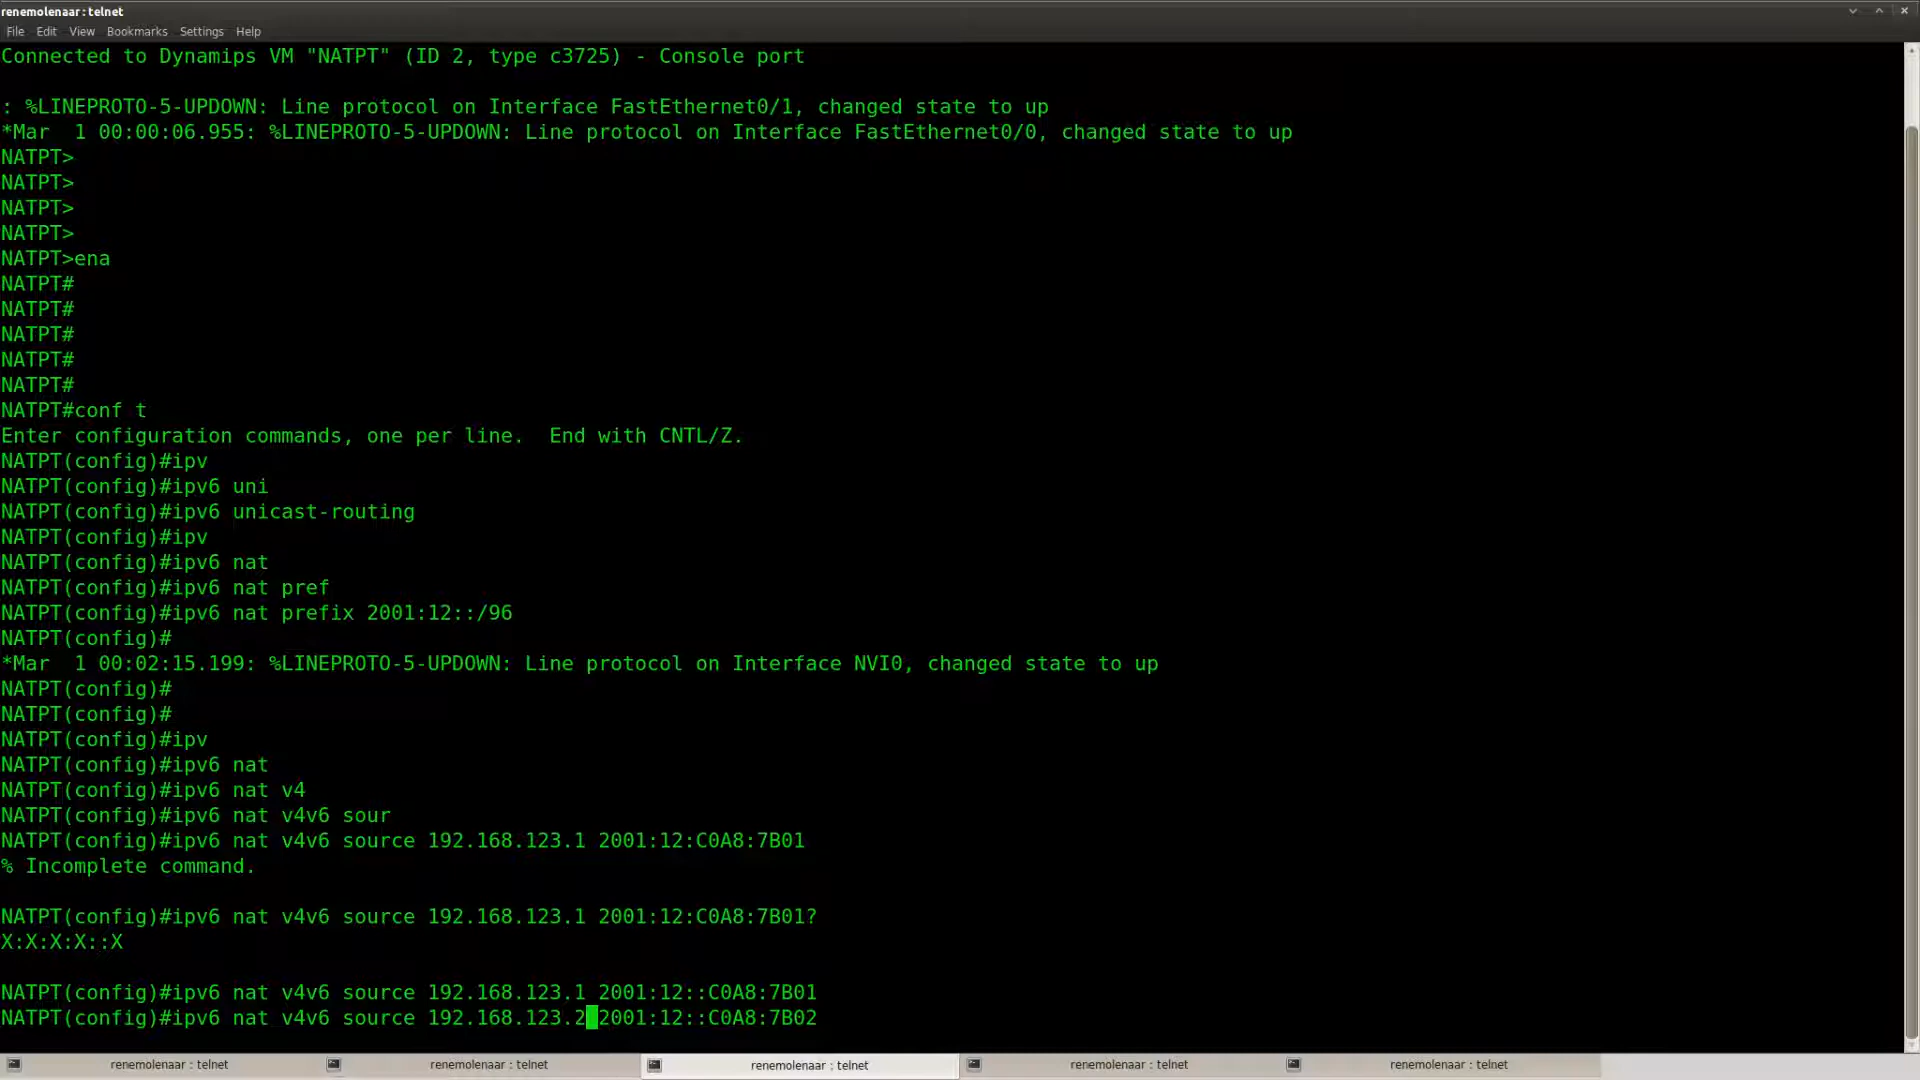 renemolenaar : telnet
File Edit View Bookmarks Settings Help
Connected to Dynamips VM "NATPT" (ID 2, type c3725) - Console port
: %LINEPROTO-5-UPDOWN: Line protocol on Interface FastEthernet0/1, changed state to up
*Mar  1 00:00:06.955: %LINEPROTO-5-UPDOWN: Line protocol on Interface FastEthernet0/0, changed state to up
NATPT>
NATPT>
NATPT>
NATPT>
NATPT>ena
NATPT#
NATPT#
NATPT#
NATPT#
NATPT#
NATPT#conf t
Enter configuration commands, one per line.  End with CNTL/Z.
NATPT(config)#ipv
NATPT(config)#ipv6 uni
NATPT(config)#ipv6 unicast-routing
NATPT(config)#ipv
NATPT(config)#ipv6 nat
NATPT(config)#ipv6 nat pref
NATPT(config)#ipv6 nat prefix 2001:12::/96
NATPT(config)#
*Mar  1 00:02:15.199: %LINEPROTO-5-UPDOWN: Line protocol on Interface NVI0, changed state to up
NATPT(config)#
NATPT(config)#
NATPT(config)#ipv
NATPT(config)#ipv6 nat
NATPT(config)#ipv6 nat v4
NATPT(config)#ipv6 nat v4v6 sour
NATPT(config)#ipv6 nat v4v6 source 192.168.123.1 2001:12:C0A8:7B01
% Incomplete command.
NATPT(config)#ipv6 nat v4v6 source 192.168.123.1 2001:12:C0A8:7B01?
X:X:X:X::X
NATPT(config)#ipv6 nat v4v6 source 192.168.123.1 2001:12::C0A8:7B01
NATPT(config)#ipv6 nat v4v6 source 192.168.123.2 2001:12::C0A8:7B02
renemolenaar : telnet renemolenaar : telnet renemolenaar : telnet renemolenaar : telnet renemolenaar : telnet